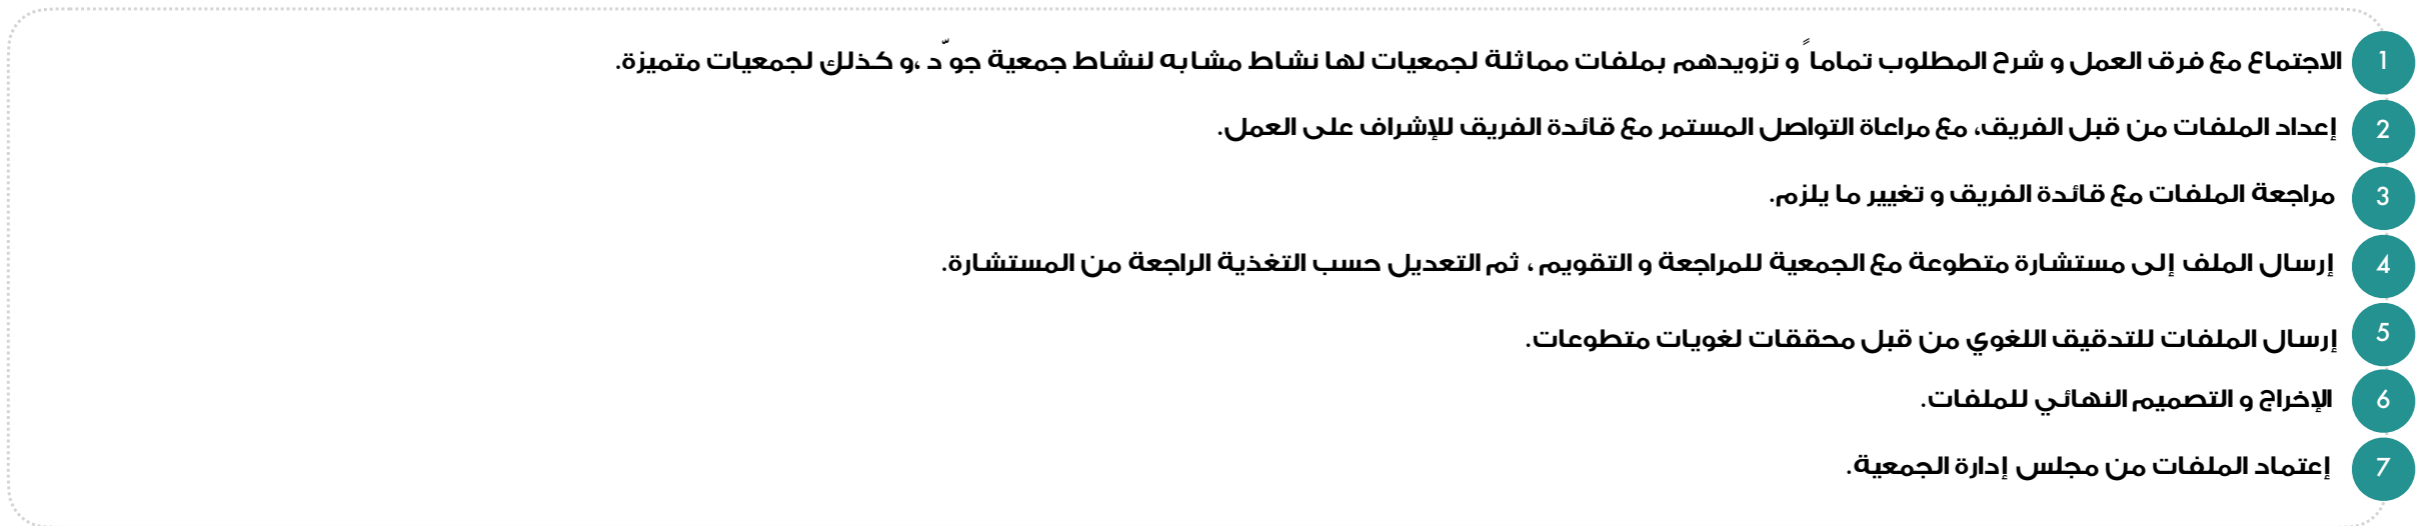 1 الاجتماع مع فرق العمل و شرح المطلوب تماماً و تزويدهم بملفات مماثلة لجمعيات لها نشاط مشابه لنشاط جمعية جوّد ،و كذلك لجمعيات متميزة.
2 إعداد الملفات من قبل الفريق، مع مراعاة التواصل المستمر مع قائدة الفريق للإشراف على العمل.
3 مراجعة الملفات مع قائدة الفريق و تغيير ما يلزم.
4 إرسال الملف إلى مستشارة متطوعة مع الجمعية للمراجعة و التقويم ، ثم التعديل حسب التغذية الراجعة من المستشارة.
5 إرسال الملفات للتدقيق اللغوي من قبل محققات لغويات متطوعات.
6 الإخراج و التصميم النهائي للملفات.
7 إعتماد الملفات من مجلس إدارة الجمعية.